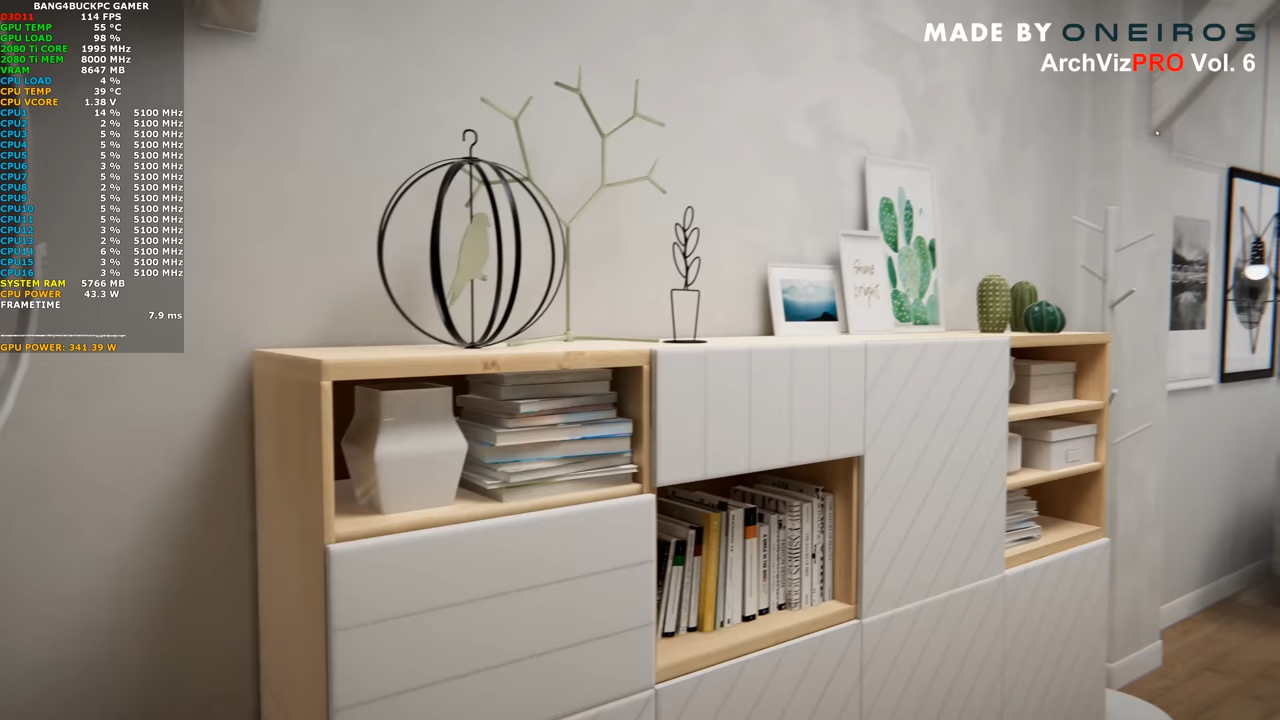 BANG4BUCKPC GAMER
D3D11 114 FPS
GPU TEMP 55 °C
GPU LOAD 98 %
2080 Ti CORE 1995 MHz
2080 Ti MEM 8000 MHz
VRAM 8647 MB
CPU LOAD 4 %
CPU TEMP 39 °C
CPU VCORE 1.38 V
CPU1 14 % 5100 MHz
CPU2 2 % 5100 MHz
CPU3 5 % 5100 MHz
CPU4 5 % 5100 MHz
CPU5 5 % 5100 MHz
CPU6 3 % 5100 MHz
CPU7 5 % 5100 MHz
CPU8 2 % 5100 MHz
CPU9 5 % 5100 MHz
CPU10 5 % 5100 MHz
CPU11 5 % 5100 MHz
CPU12 3 % 5100 MHz
CPU13 2 % 5100 MHz
CPU14 6 % 5100 MHz
CPU15 3 % 5100 MHz
CPU16 3 % 5100 MHz
SYSTEM RAM 5766 MB
CPU POWER 43.3 W
FRAMETIME
7.9 ms
GPU POWER: 341.39 W
MADE BY ONEIROS
ArchVizPRO Vol. 6
Shine
bright